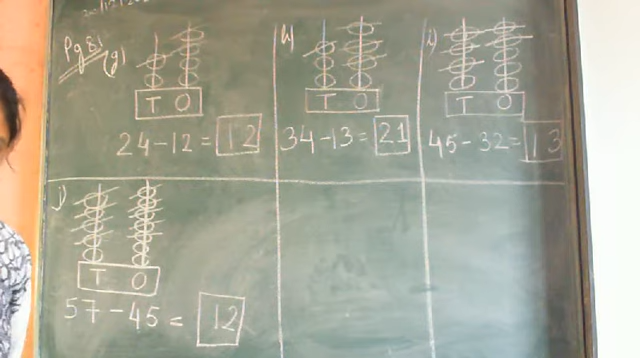 Pg 81
g)
T O
24-12=12
h)
T O
34-13=21
i)
T O
45-32=13
j)
T O
57-45=12